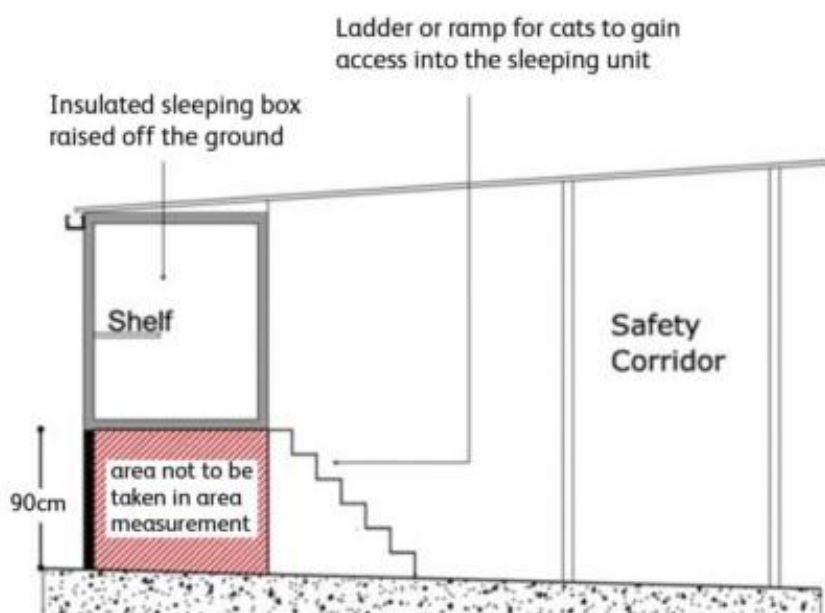 Ladder or ramp for cats to gain
access into the sleeping unit
Insulated sleeping box
raised off the ground
Shelf
Safety
Corridor
area not to be
taken in area
measurement
90cm